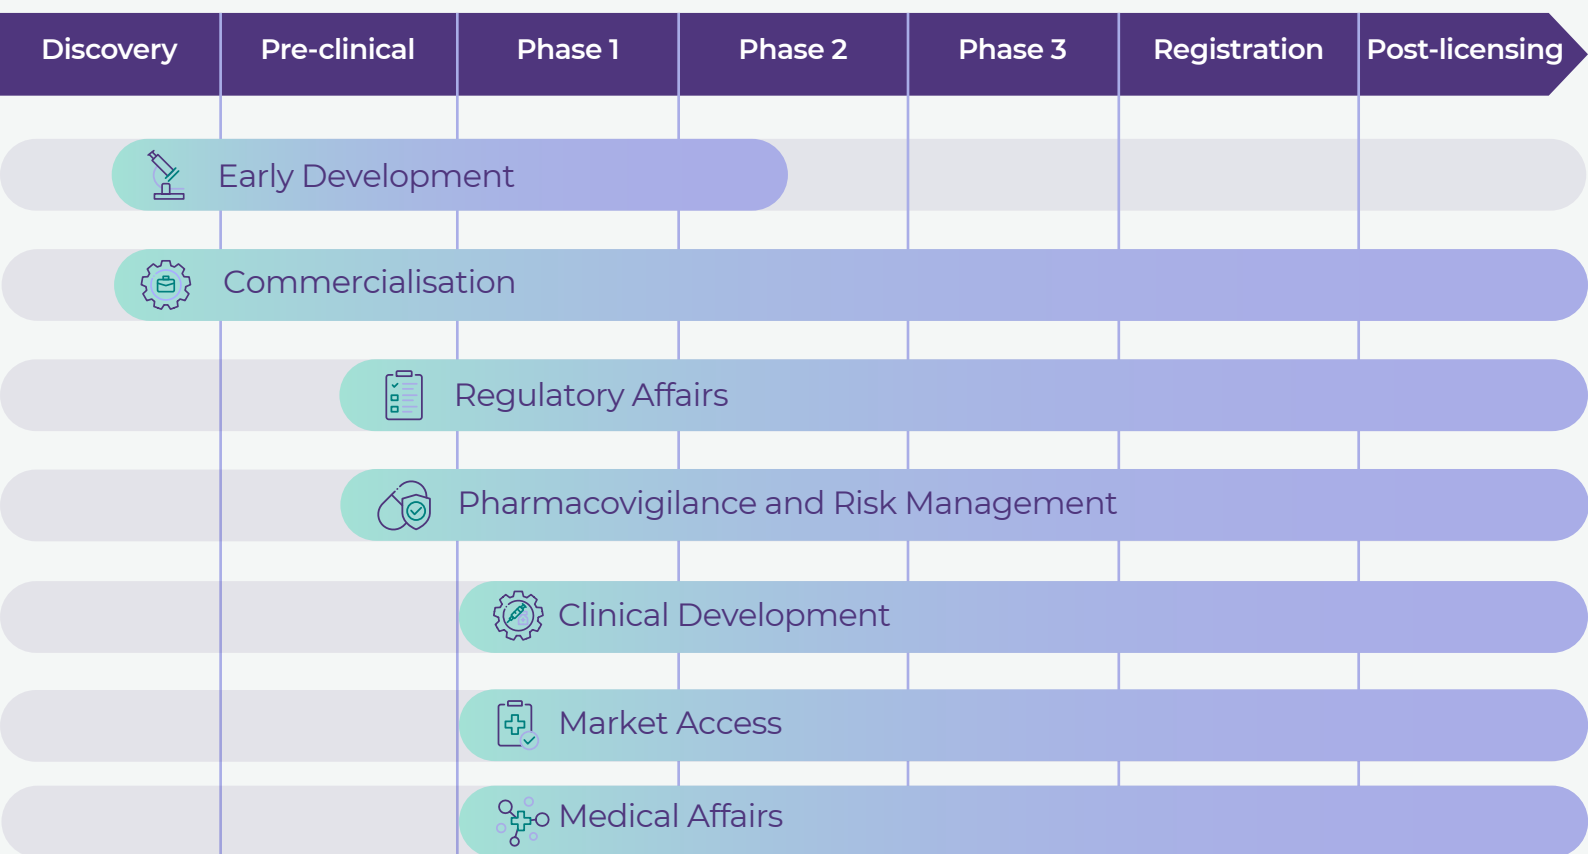 Discovery
Pre-clinical
Phase 1
Phase 2
Phase 3
Registration
Post-licensing
Early Development
Commercialisation
Regulatory Affairs
Pharmacovigilance and Risk Management
Clinical Development
Market Access
Medical Affairs